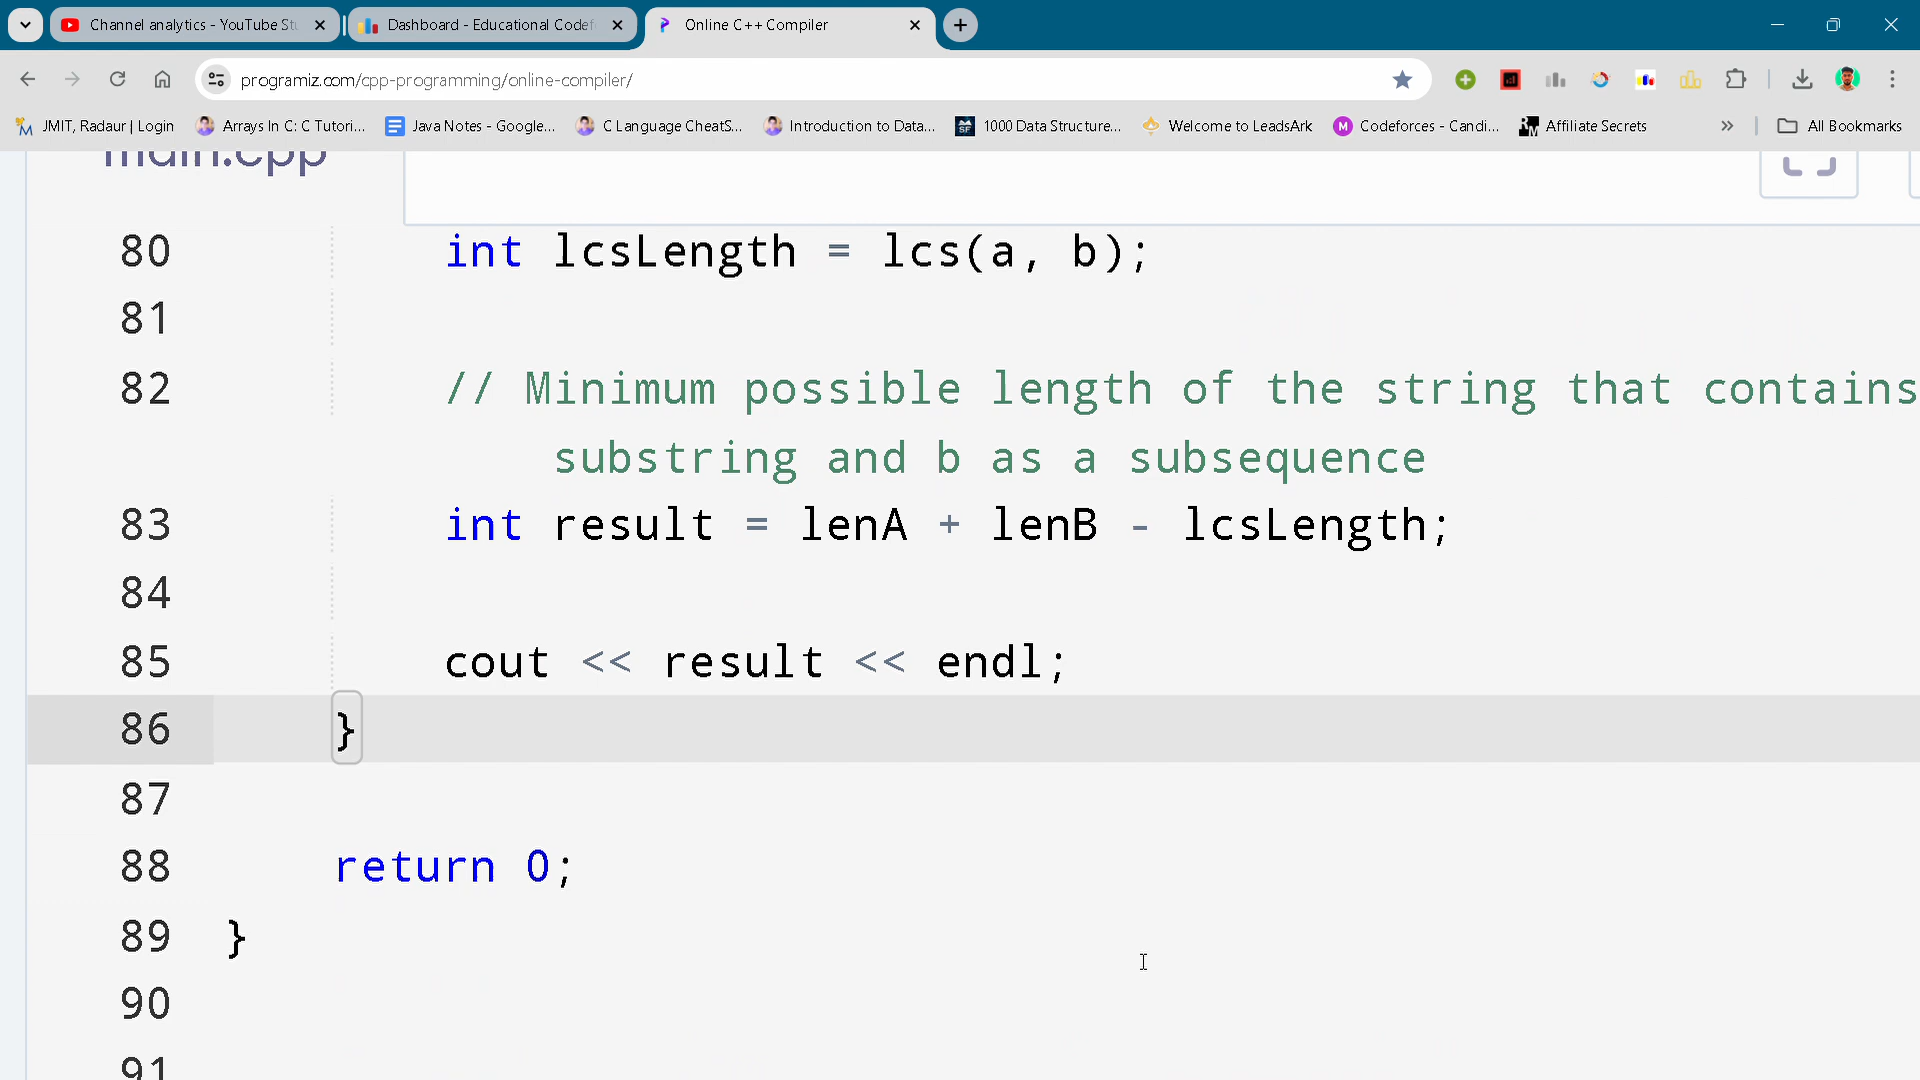 Channel analytics - YouTube Stu
Dashboard - Educational Codef
Online C++ Compiler
programiz.com/cpp-programming/online-compiler/
JMIT, Radaur | Login
Arrays In C: C Tutori...
Java Notes - Google...
C Language CheatS...
Introduction to Data...
1000 Data Structure...
Welcome to LeadsArk
Codeforces - Candi...
Affiliate Secrets
All Bookmarks
main.cpp
80 int lcsLength = lcs(a, b);
81
82 // Minimum possible length of the string that contains
substring and b as a subsequence
83 int result = lenA + lenB - lcsLength;
84
85 cout << result << endl;
86 }
87
88 return 0;
89 }
90
91